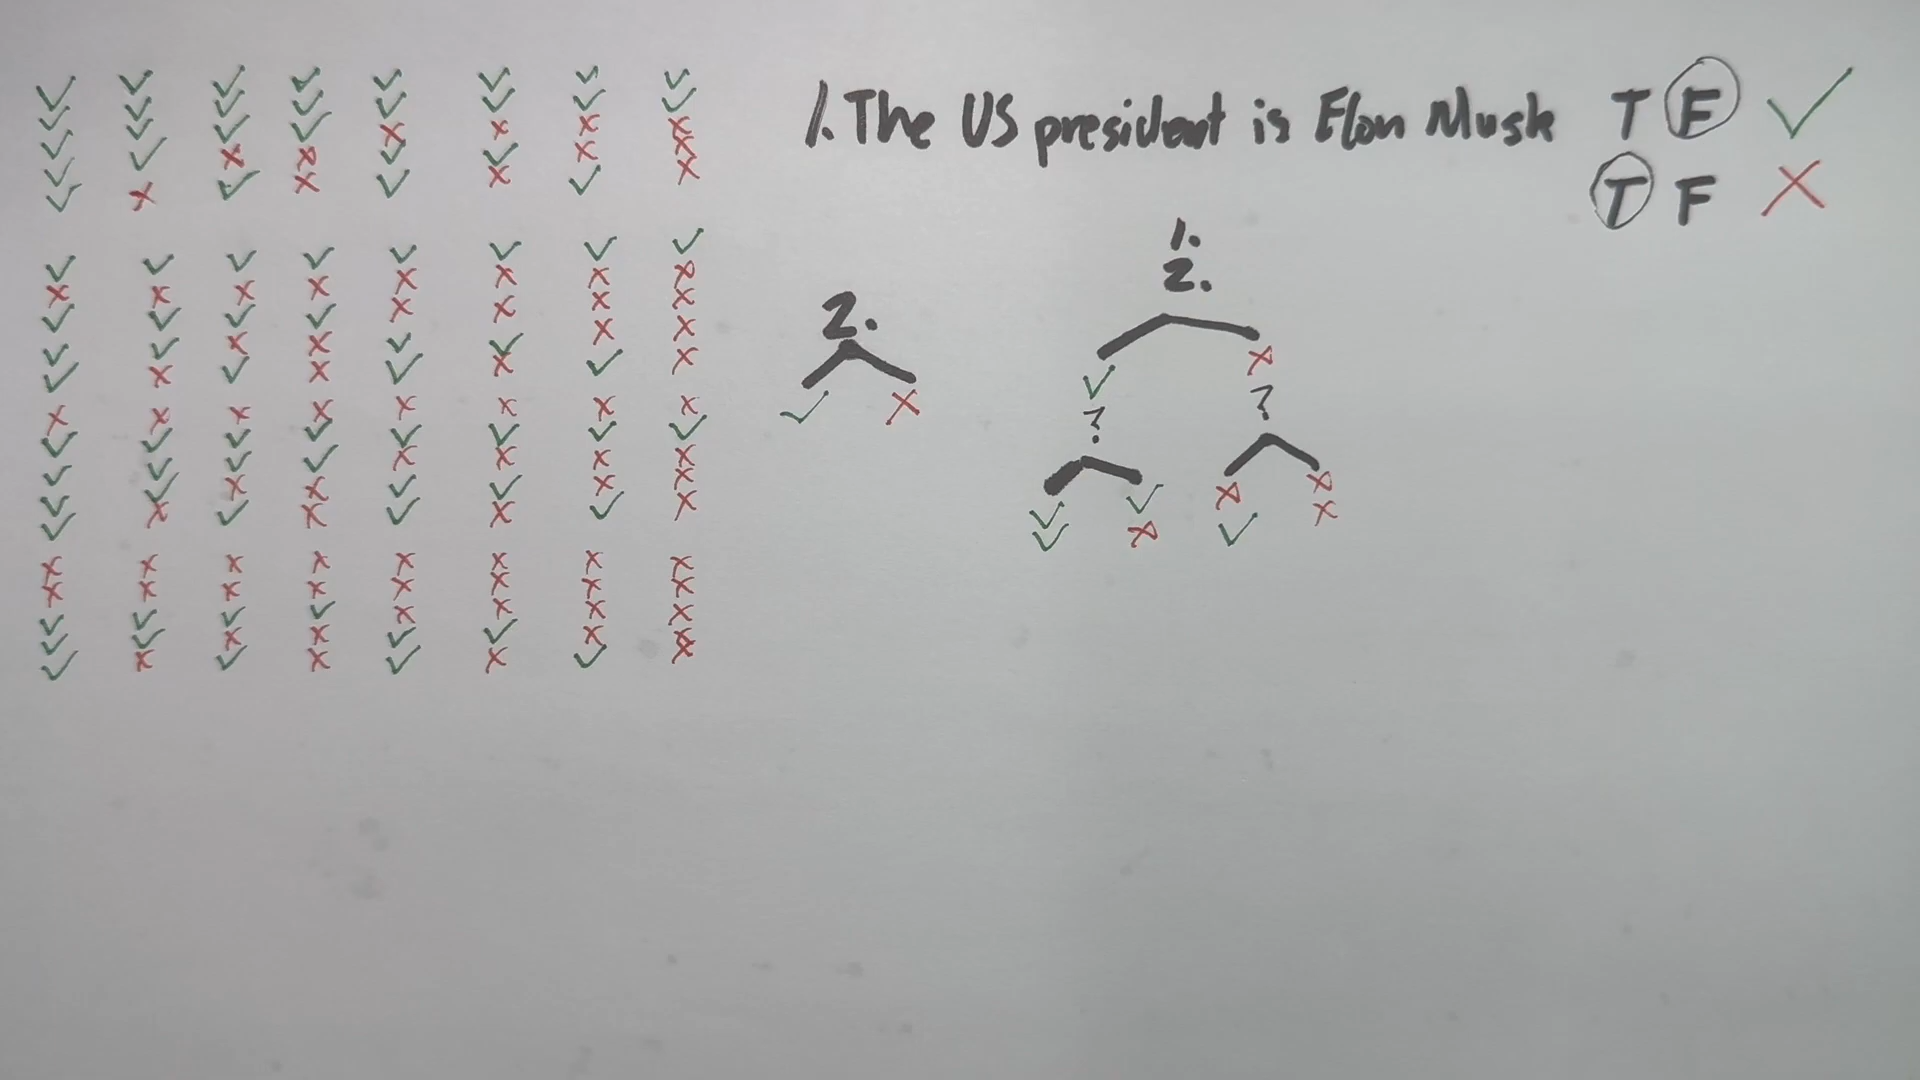 1. The US president is Elon Musk T F ✓
T F ✗
1.
2.
2.
✗
✓
? ?
✓ ✗
✓ ✓ ✗ ✗
✓ ✗ ✓ ✗